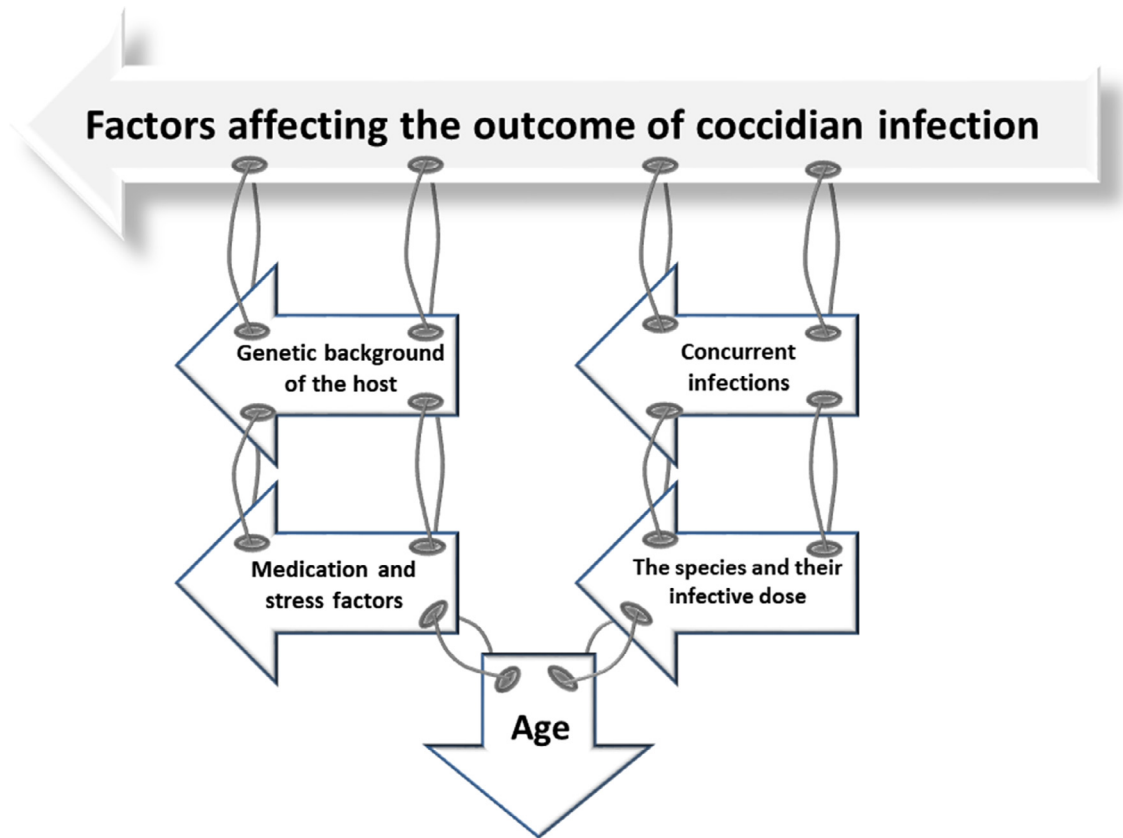 Factors affecting the outcome of coccidian infection
Genetic background
of the host
Concurrent
infections
Medication and
stress factors
The species and their
infective dose
Age